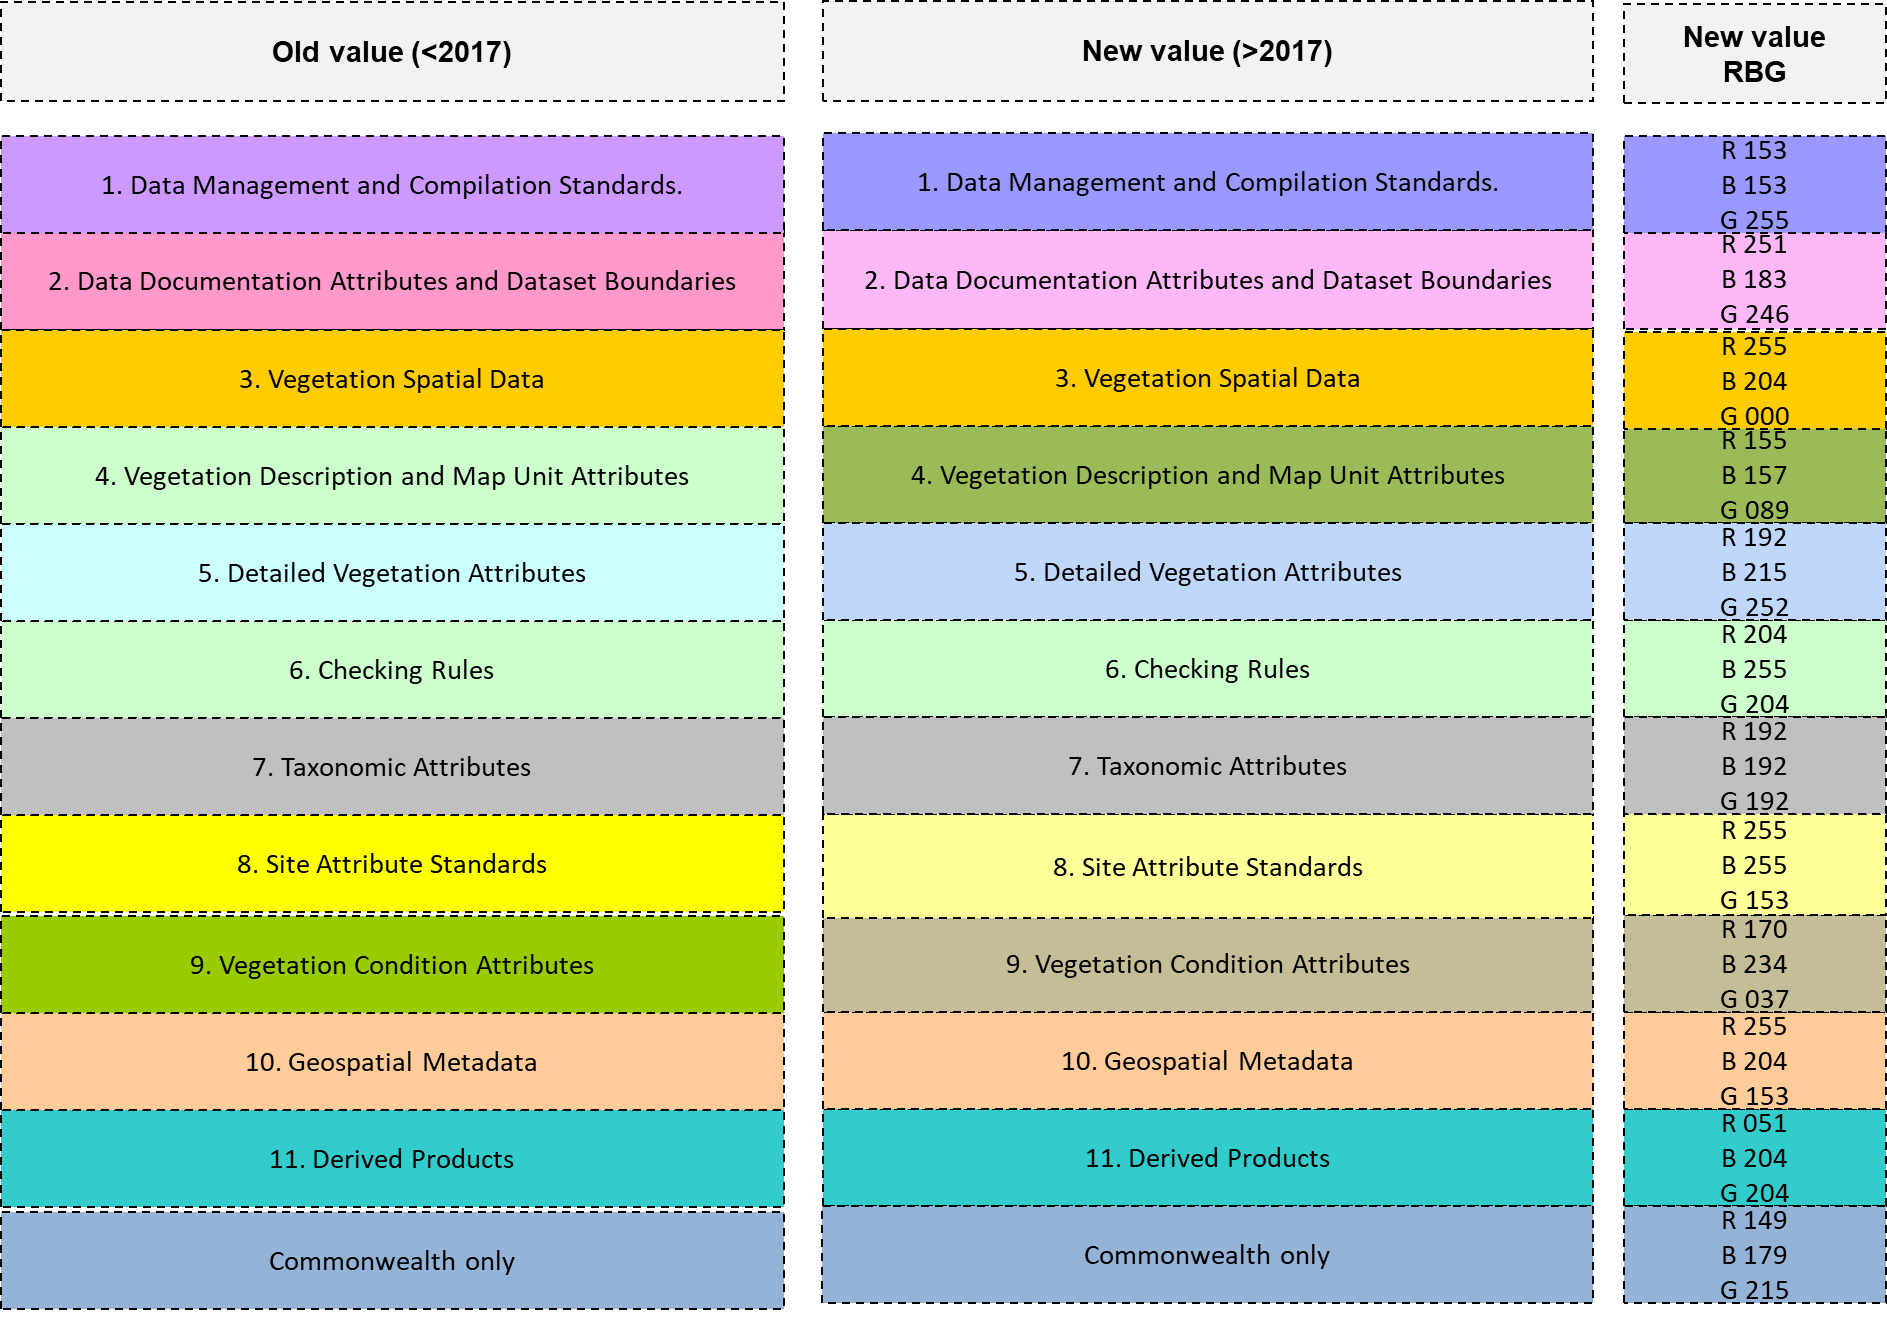 Old value (<2017)
New value (>2017)
New value
RBG
1. Data Management and Compilation Standards.
1. Data Management and Compilation Standards.
R 153
B 153
G 255
2. Data Documentation Attributes and Dataset Boundaries
2. Data Documentation Attributes and Dataset Boundaries
R 251
B 183
G 246
3. Vegetation Spatial Data
3. Vegetation Spatial Data
R 255
B 204
G 000
4. Vegetation Description and Map Unit Attributes
4. Vegetation Description and Map Unit Attributes
R 155
B 157
G 089
5. Detailed Vegetation Attributes
5. Detailed Vegetation Attributes
R 192
B 215
G 252
6. Checking Rules
6. Checking Rules
R 204
B 255
G 204
7. Taxonomic Attributes
7. Taxonomic Attributes
R 192
B 192
G 192
8. Site Attribute Standards
8. Site Attribute Standards
R 255
B 255
G 153
9. Vegetation Condition Attributes
9. Vegetation Condition Attributes
R 170
B 234
G 037
10. Geospatial Metadata
10. Geospatial Metadata
R 255
B 204
G 153
11. Derived Products
11. Derived Products
R 051
B 204
G 204
Commonwealth only
Commonwealth only
R 149
B 179
G 215